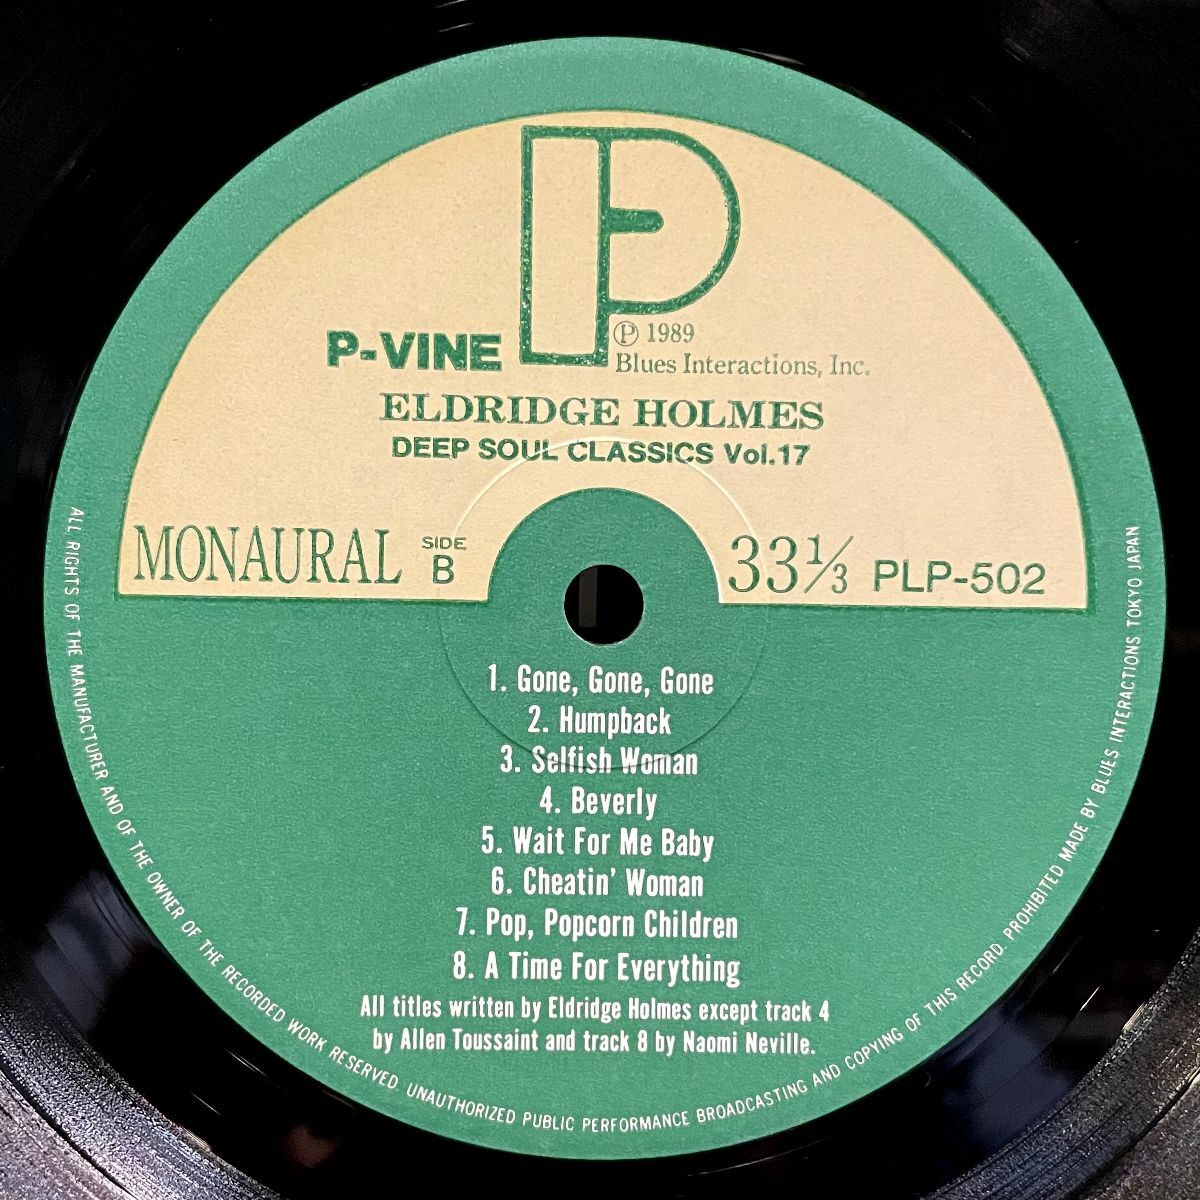 P
P-VINE
Ⓟ 1989
Blues Interactions, Inc.
ELDRIDGE HOLMES
DEEP SOUL CLASSICS Vol.17
MONAURAL
SIDE
B
33⅓ PLP-502
1. Gone, Gone, Gone
2. Humpback
3. Selfish Woman
4. Beverly
5. Wait For Me Baby
6. Cheatin' Woman
7. Pop, Popcorn Children
8. A Time For Everything
All titles written by Eldridge Holmes except track 4
by Allen Toussaint and track 8 by Naomi Neville.
ALL RIGHTS OF THE MANUFACTURER AND OF THE OWNER OF THE RECORDED WORK RESERVED. UNAUTHORIZED PUBLIC PERFORMANCE BROADCASTING AND COPYING OF THIS RECORD. PROHIBITED MADE BY BLUES INTERACTIONS TOKYO JAPAN